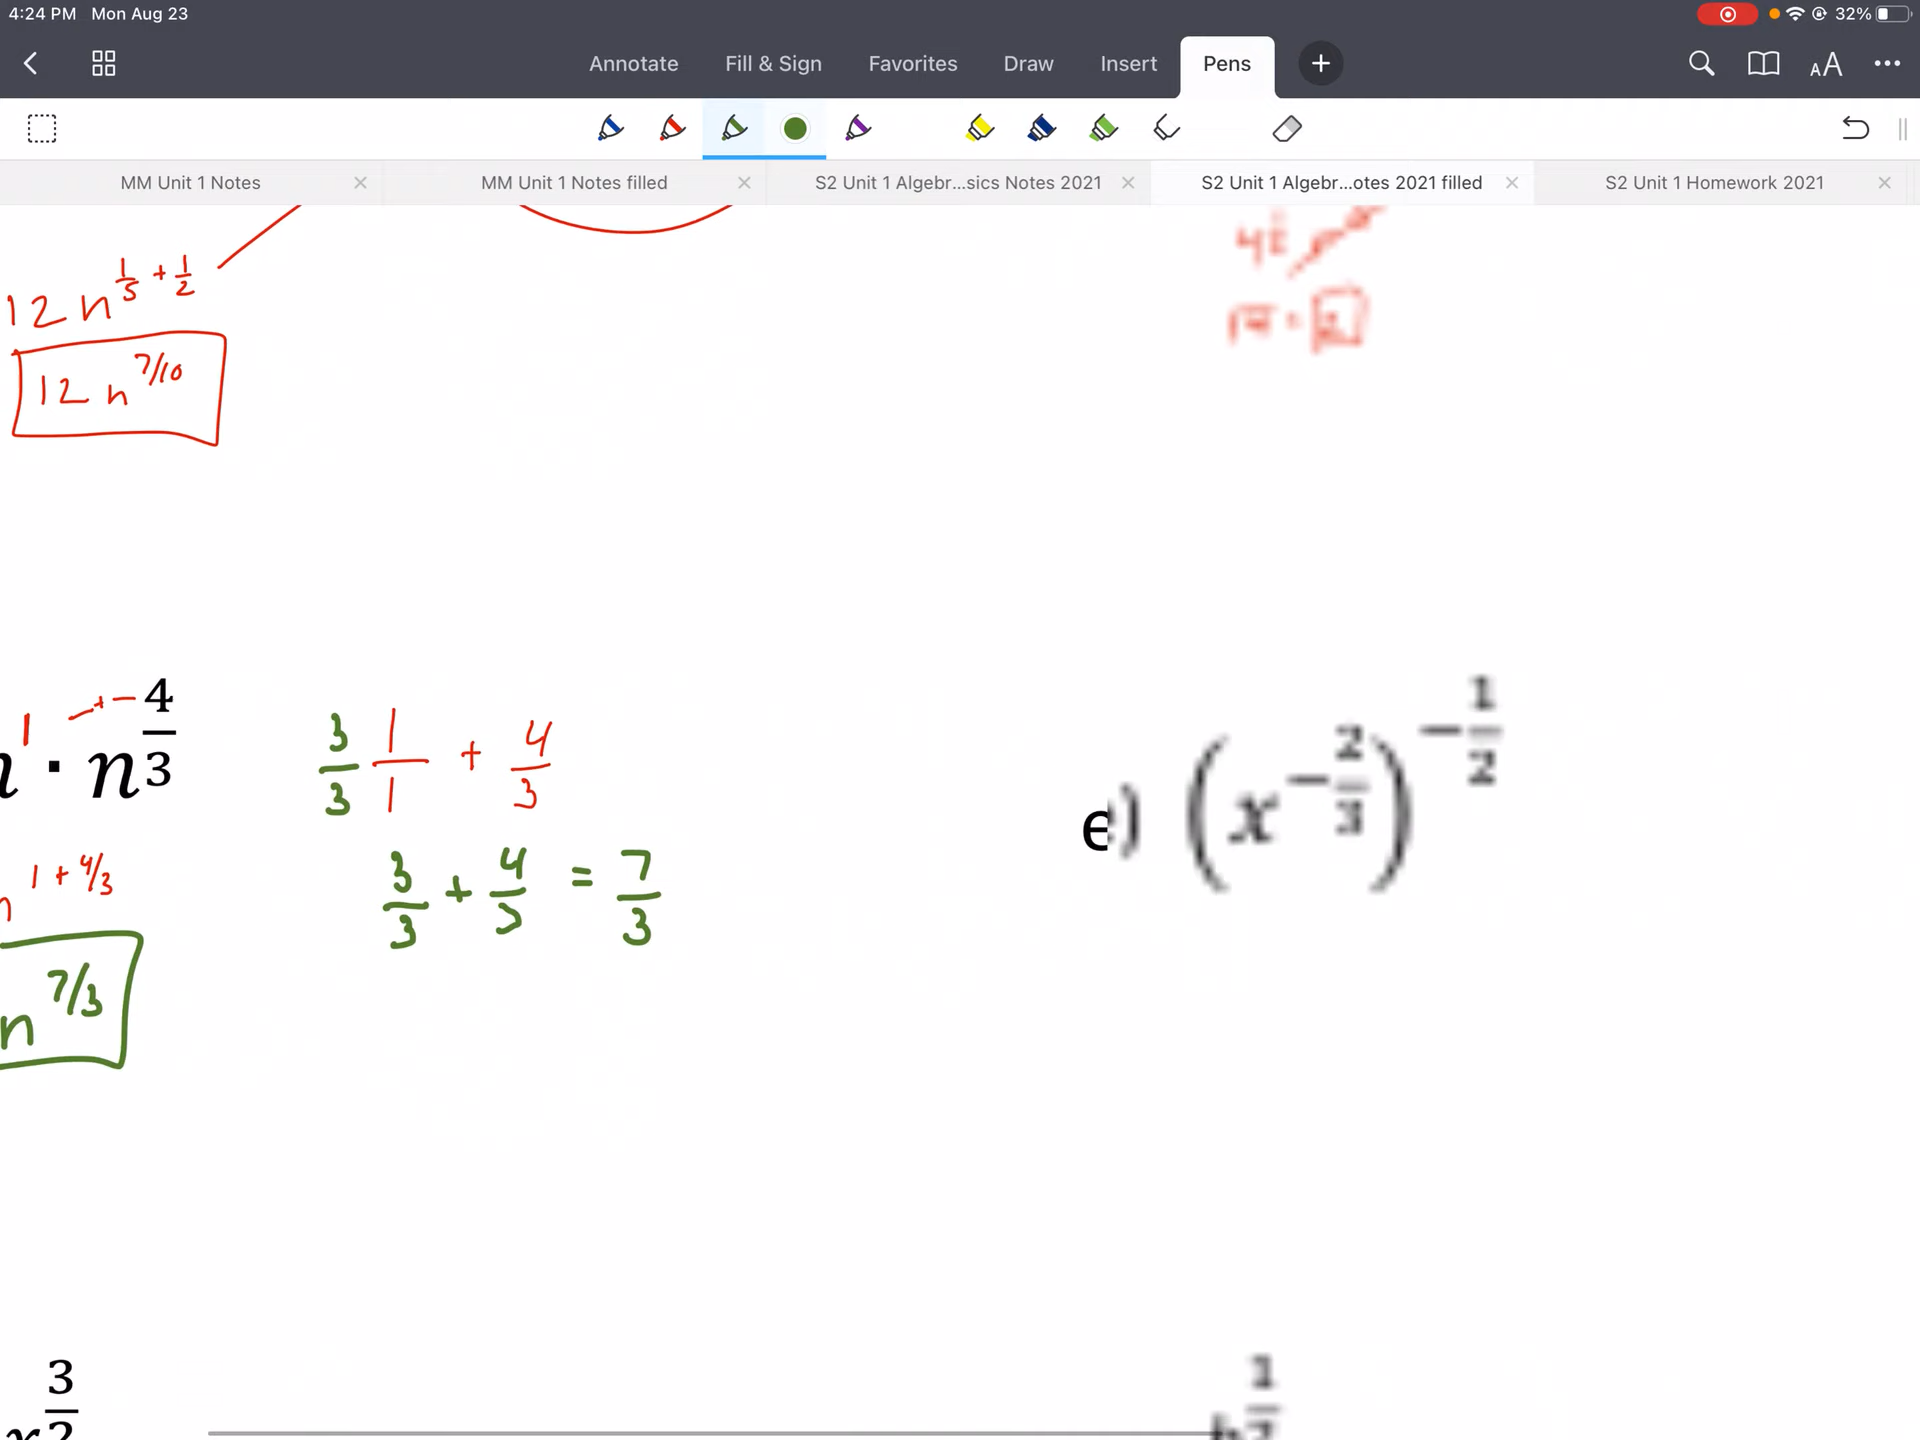 4:24 PM Mon Aug 23 32%
Annotate Fill & Sign Favorites Draw Insert Pens +
AA
MM Unit 1 Notes × MM Unit 1 Notes filled × S2 Unit 1 Algebr...sics Notes 2021 × S2 Unit 1 Algebr...otes 2021 filled × S2 Unit 1 Homework 2021 ×
12 n^{1/5 + 1/2}
12 n^{7/10}
n^1 · n^{4/3}
+
3/3 1/1 + 4/3
3/3 + 4/3 = 7/3
n^{1 + 4/3}
n^{7/3}
e) (x^{-2/3})^{-1/2}
x^{3/2}